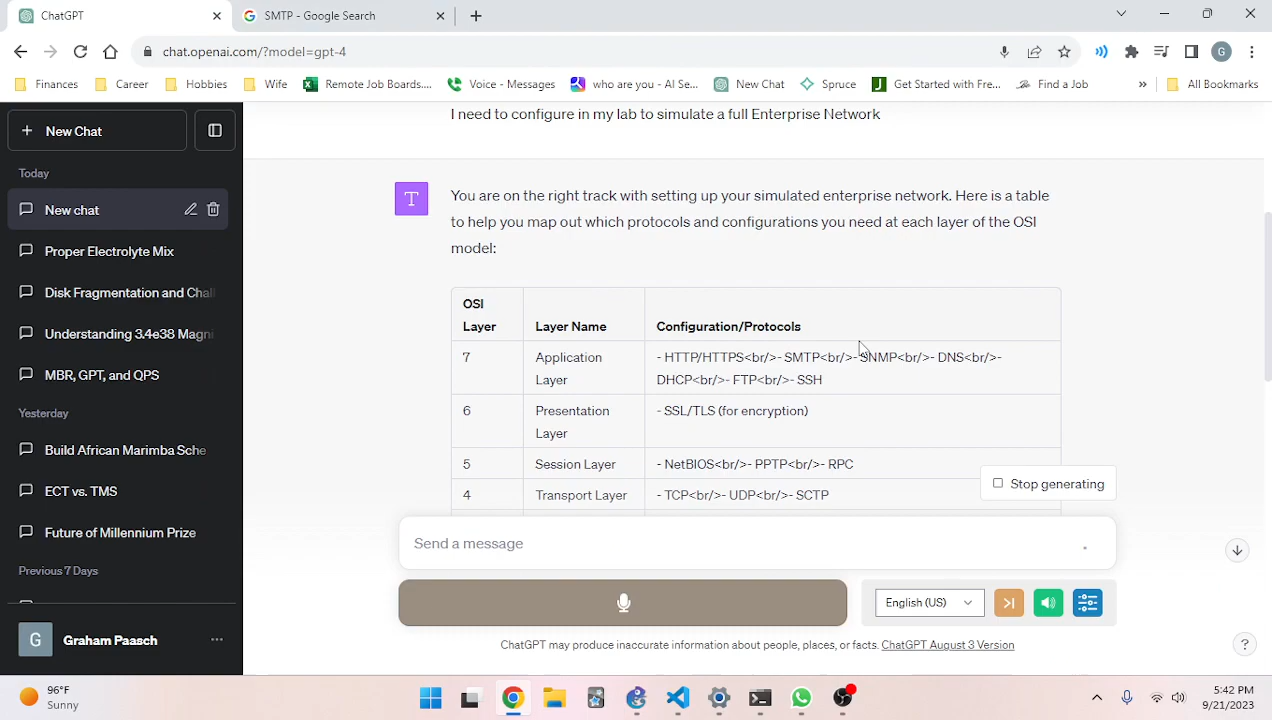 ChatGPT
SMTP - Google Search
chat.openai.com/?model=gpt-4
G
Finances
Career
Hobbies
Wife
Remote Job Boards....
Voice - Messages
who are you - AI Se...
New Chat
Spruce
Get Started with Fre...
Find a Job
»
All Bookmarks
New Chat
Today
New chat
Proper Electrolyte Mix
Disk Fragmentation and Chall
Understanding 3.4e38 Magni
MBR, GPT, and QPS
Yesterday
Build African Marimba Sche
ECT vs. TMS
Future of Millennium Prize
Previous 7 Days
G
Graham Paasch
...
I need to configure in my lab to simulate a full Enterprise Network
T
You are on the right track with setting up your simulated enterprise network. Here is a table
to help you map out which protocols and configurations you need at each layer of the OSI
model:
OSI
Layer
Layer Name
Configuration/Protocols
7
Application
Layer
- HTTP/HTTPS<br/>- SMTP<br/>- SNMP<br/>- DNS<br/>-
DHCP<br/>- FTP<br/>- SSH
6
Presentation
Layer
- SSL/TLS (for encryption)
5
Session Layer
- NetBIOS<br/>- PPTP<br/>- RPC
4
Transport Layer
- TCP<br/>- UDP<br/>- SCTP
Stop generating
Send a message
English (US)
ChatGPT may produce inaccurate information about people, places, or facts. ChatGPT August 3 Version
?
96°F
Sunny
5:42 PM
9/21/2023